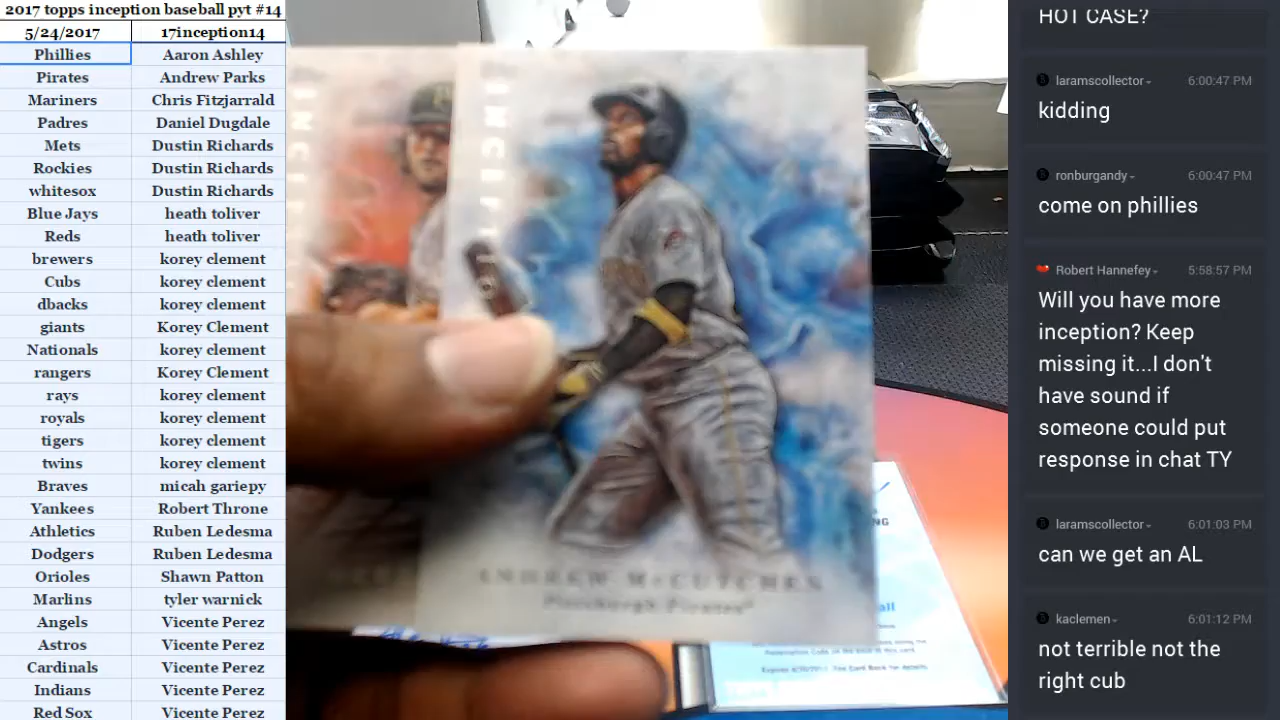 2017 topps inception baseball pyt #14
5/24/2017 17inception14
Phillies Aaron Ashley
Pirates Andrew Parks
Mariners Chris Fitzjarrald
Padres Daniel Dugdale
Mets Dustin Richards
Rockies Dustin Richards
whitesox Dustin Richards
Blue Jays heath toliver
Reds heath toliver
brewers korey clement
Cubs korey clement
dbacks korey clement
giants Korey Clement
Nationals korey clement
rangers Korey Clement
rays korey clement
royals korey clement
tigers korey clement
twins korey clement
Braves micah gariepy
Yankees Robert Throne
Athletics Ruben Ledesma
Dodgers Ruben Ledesma
Orioles Shawn Patton
Marlins tyler warnick
Angels Vicente Perez
Astros Vicente Perez
Cardinals Vicente Perez
Indians Vicente Perez
Red Sox Vicente Perez
ANDREW McCUTCHEN
Pittsburgh Pirates
HOT CASE?
laramscollector 6:00:47 PM
kidding
ronburgandy 6:00:47 PM
come on phillies
Robert Hannefey 5:58:57 PM
Will you have more
inception? Keep
missing it...I don't
have sound if
someone could put
response in chat TY
laramscollector 6:01:03 PM
can we get an AL
kaclemen 6:01:12 PM
not terrible not the
right cub